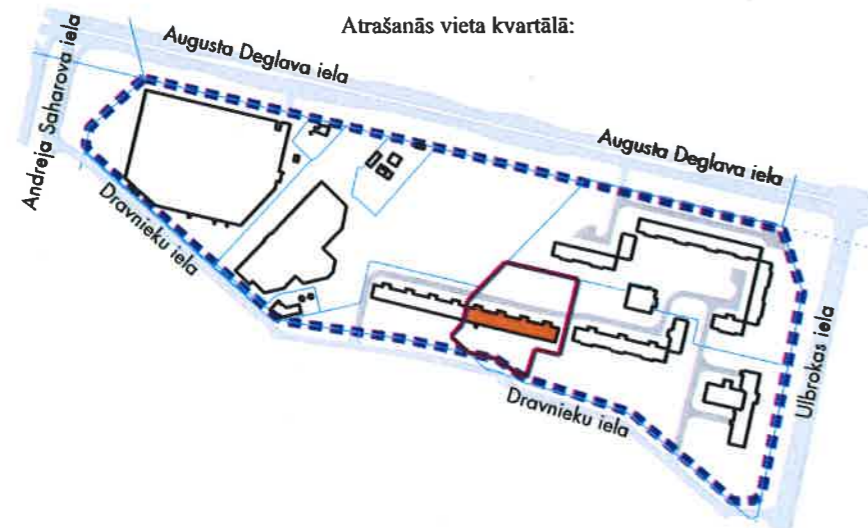 Atrašanās vieta kvartālā:
Augusta Deglava iela
Andreja Saharova iela
Augusta Deglava iela
Dravnieku iela
Dravnieku iela
Ulbrokas iela